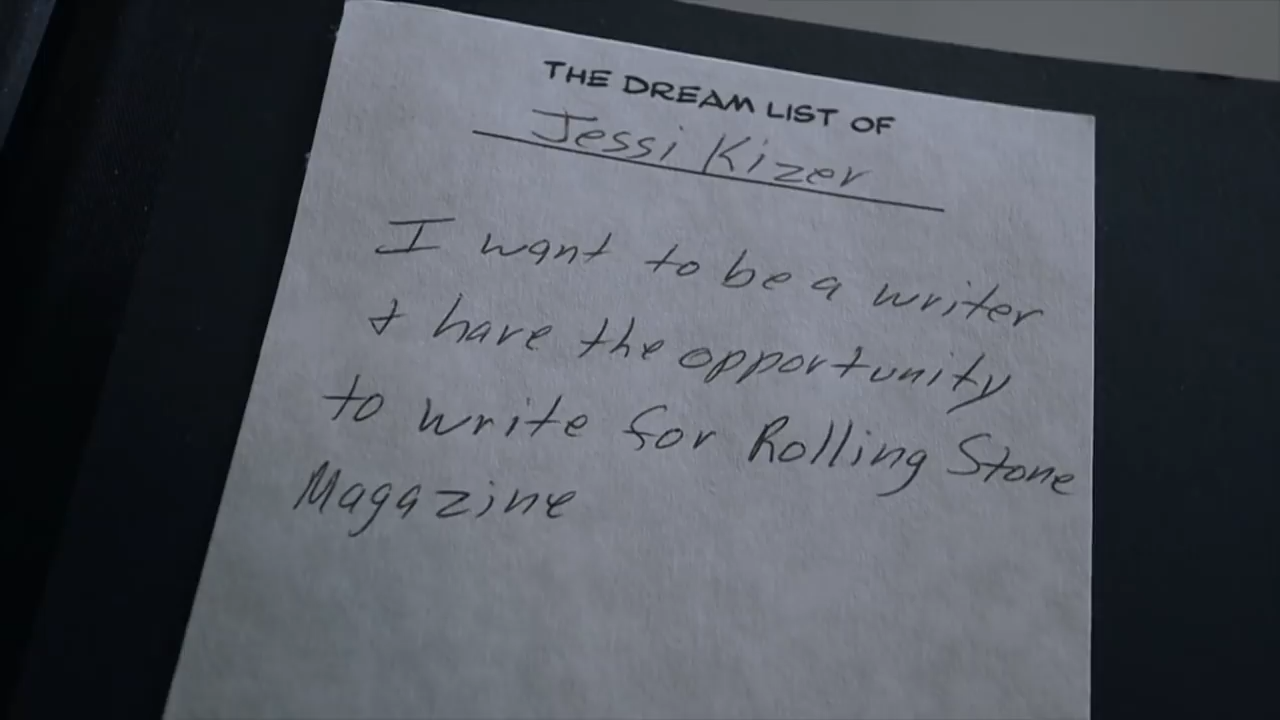 THE DREAM LIST OF
Jessi Kizer
I want to be a writer
& have the opportunity
to write for Rolling Stone
Magazine